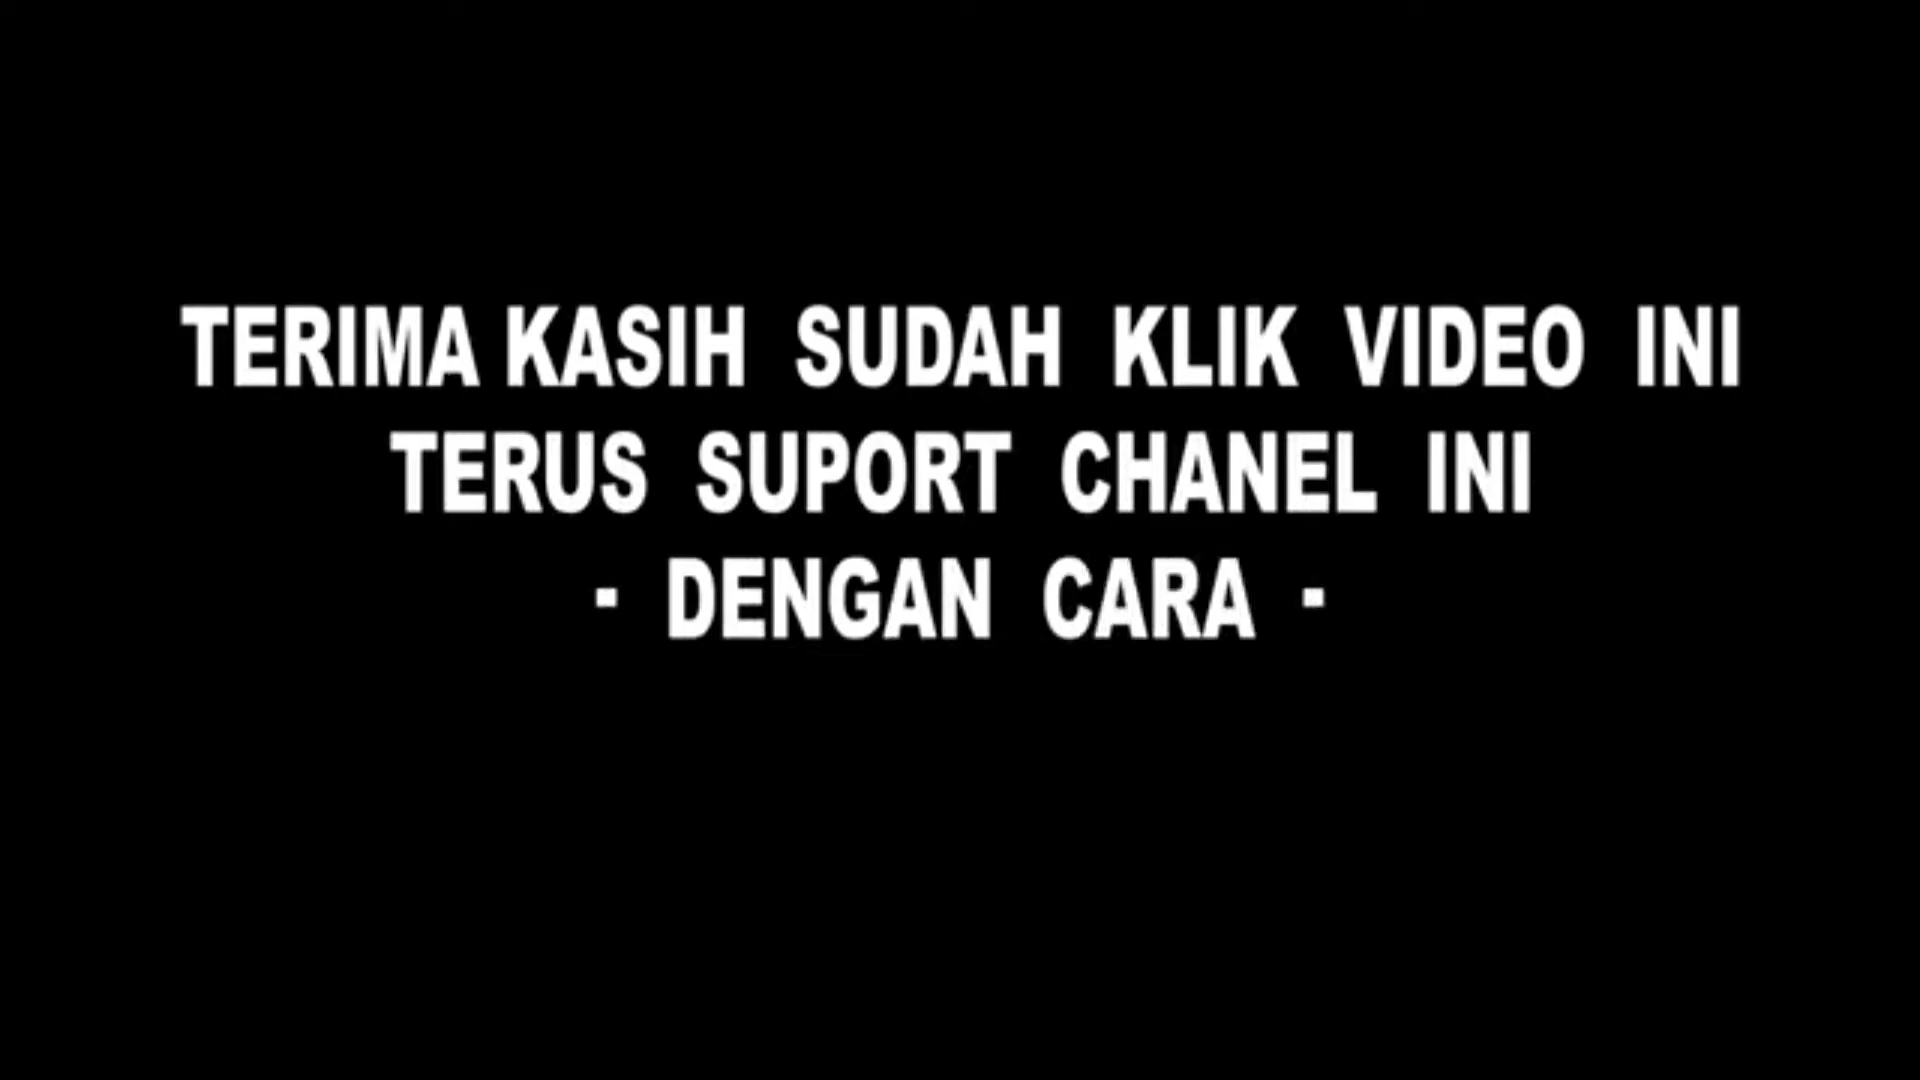 TERIMA KASIH SUDAH KLIK VIDEO INI
TERUS SUPORT CHANEL INI
- DENGAN CARA -